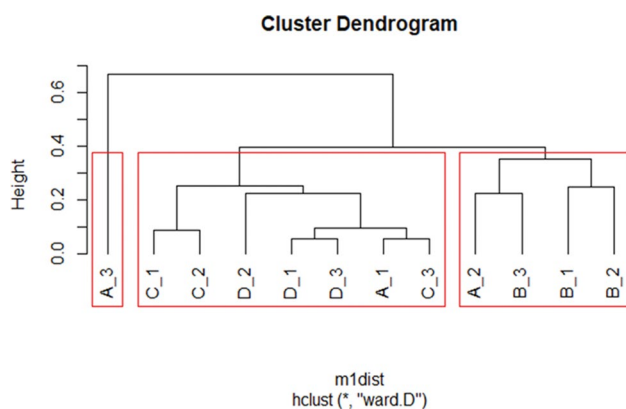 Cluster Dendrogram
Height
0.0 0.2 0.4 0.6
A_3 C_1 C_2 D_2 D_1 D_3 A_1 C_3 A_2 B_3 B_1 B_2
m1dist
hclust (*, "ward.D")